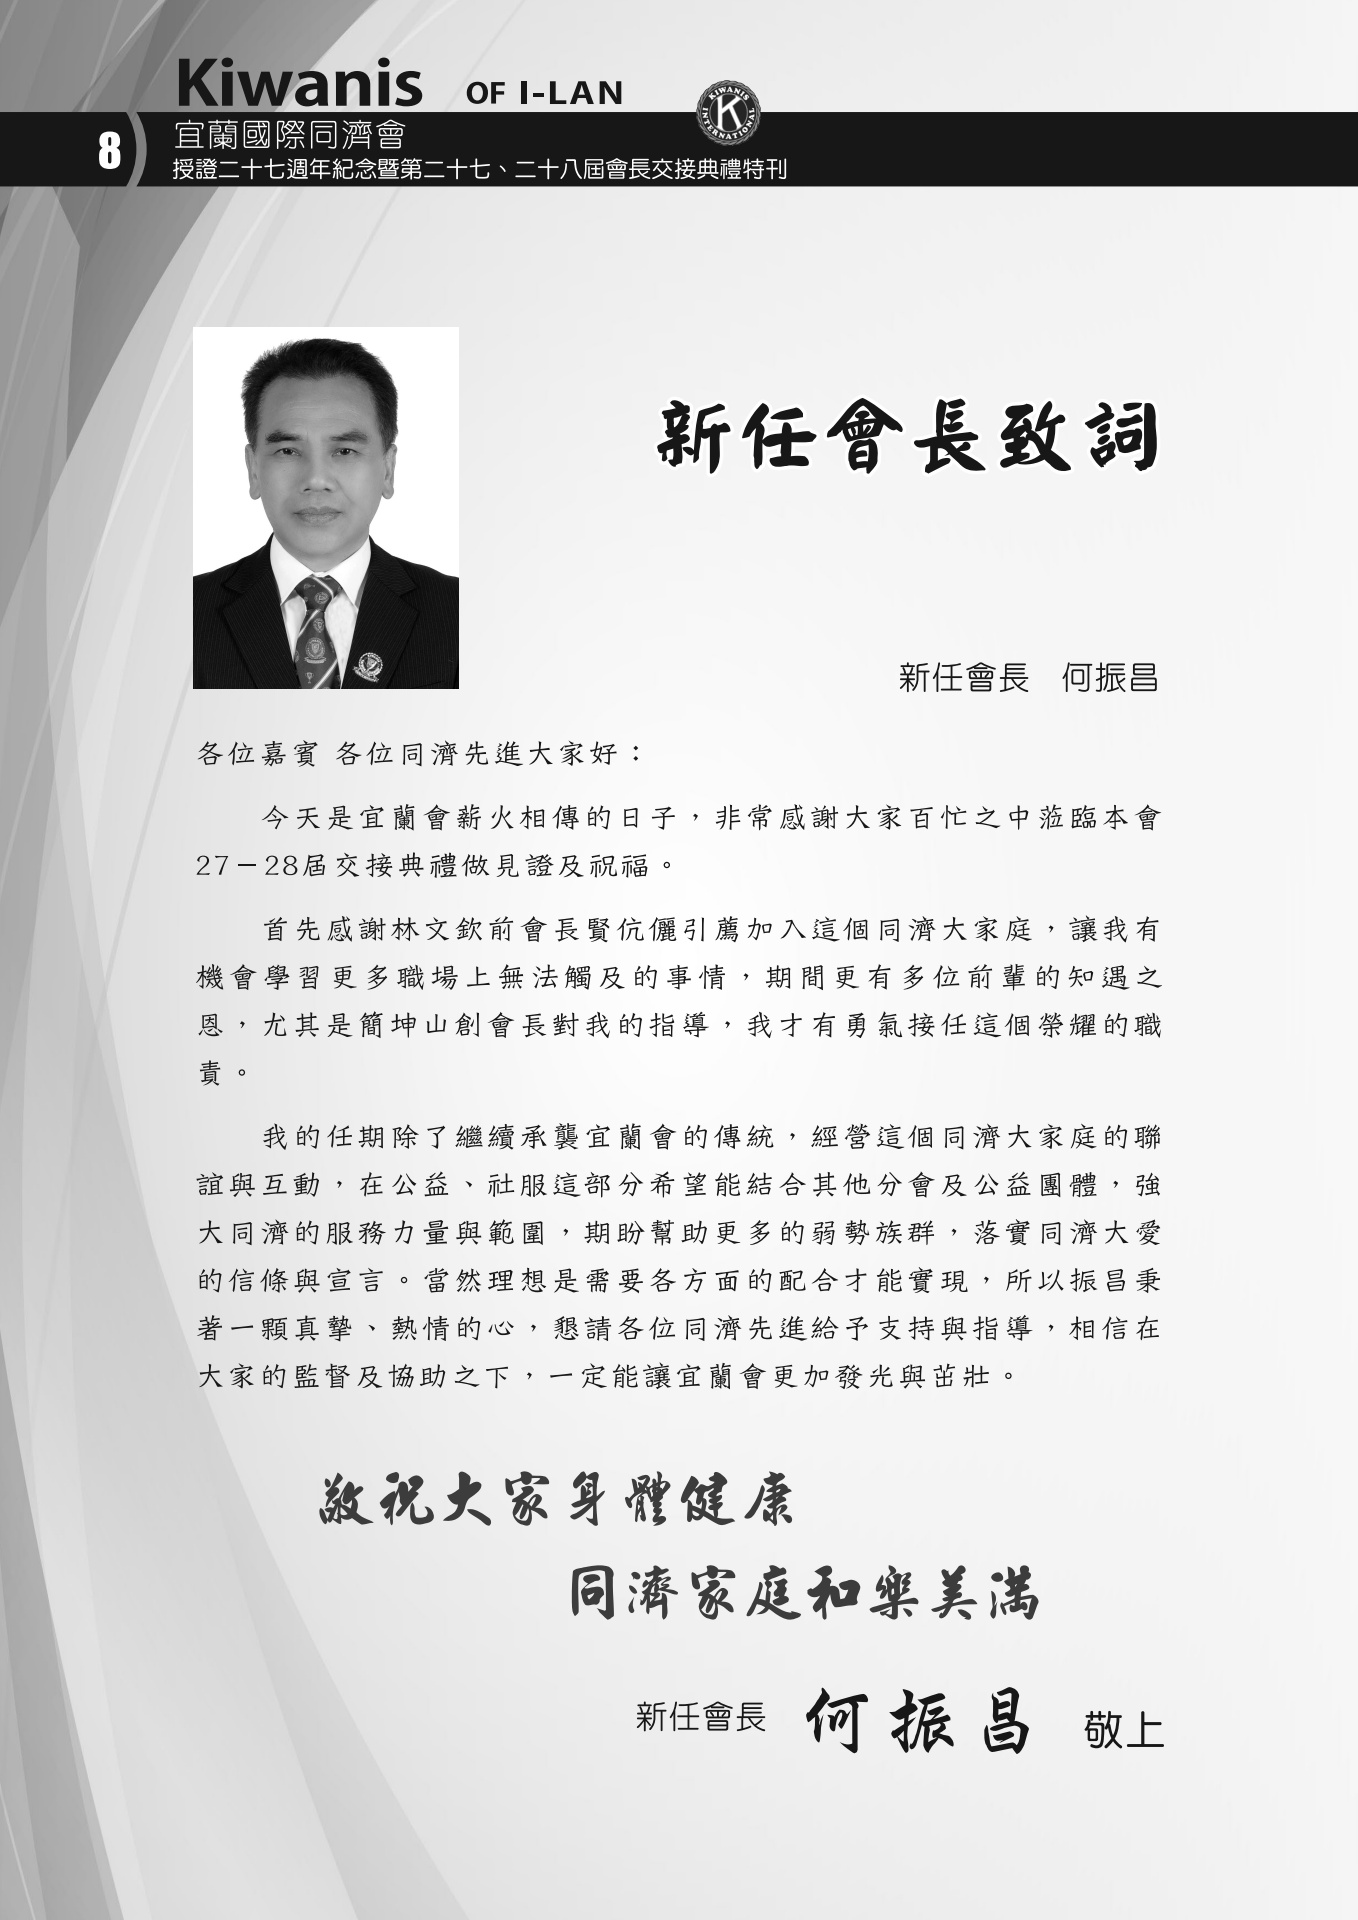 Kiwanis OF I-LAN
KIWANIS INTERNATIONAL
K
8
宜蘭國際同濟會
授證二十七週年紀念暨第二十七、二十八屆會長交接典禮特刊
新任會長致詞
新任會長　何振昌
各位嘉賓 各位同濟先進大家好：
今天是宜蘭會薪火相傳的日子，非常感謝大家百忙之中蒞臨本會
27－28屆交接典禮做見證及祝福。
首先感謝林文欽前會長賢伉儷引薦加入這個同濟大家庭，讓我有
機會學習更多職場上無法觸及的事情，期間更有多位前輩的知遇之
恩，尤其是簡坤山創會長對我的指導，我才有勇氣接任這個榮耀的職
責。
我的任期除了繼續承襲宜蘭會的傳統，經營這個同濟大家庭的聯
誼與互動，在公益、社服這部分希望能結合其他分會及公益團體，強
大同濟的服務力量與範圍，期盼幫助更多的弱勢族群，落實同濟大愛
的信條與宣言。當然理想是需要各方面的配合才能實現，所以振昌秉
著一顆真摯、熱情的心，懇請各位同濟先進給予支持與指導，相信在
大家的監督及協助之下，一定能讓宜蘭會更加發光與茁壯。
敬祝大家身體健康
同濟家庭和樂美滿
新任會長 何振昌 敬上